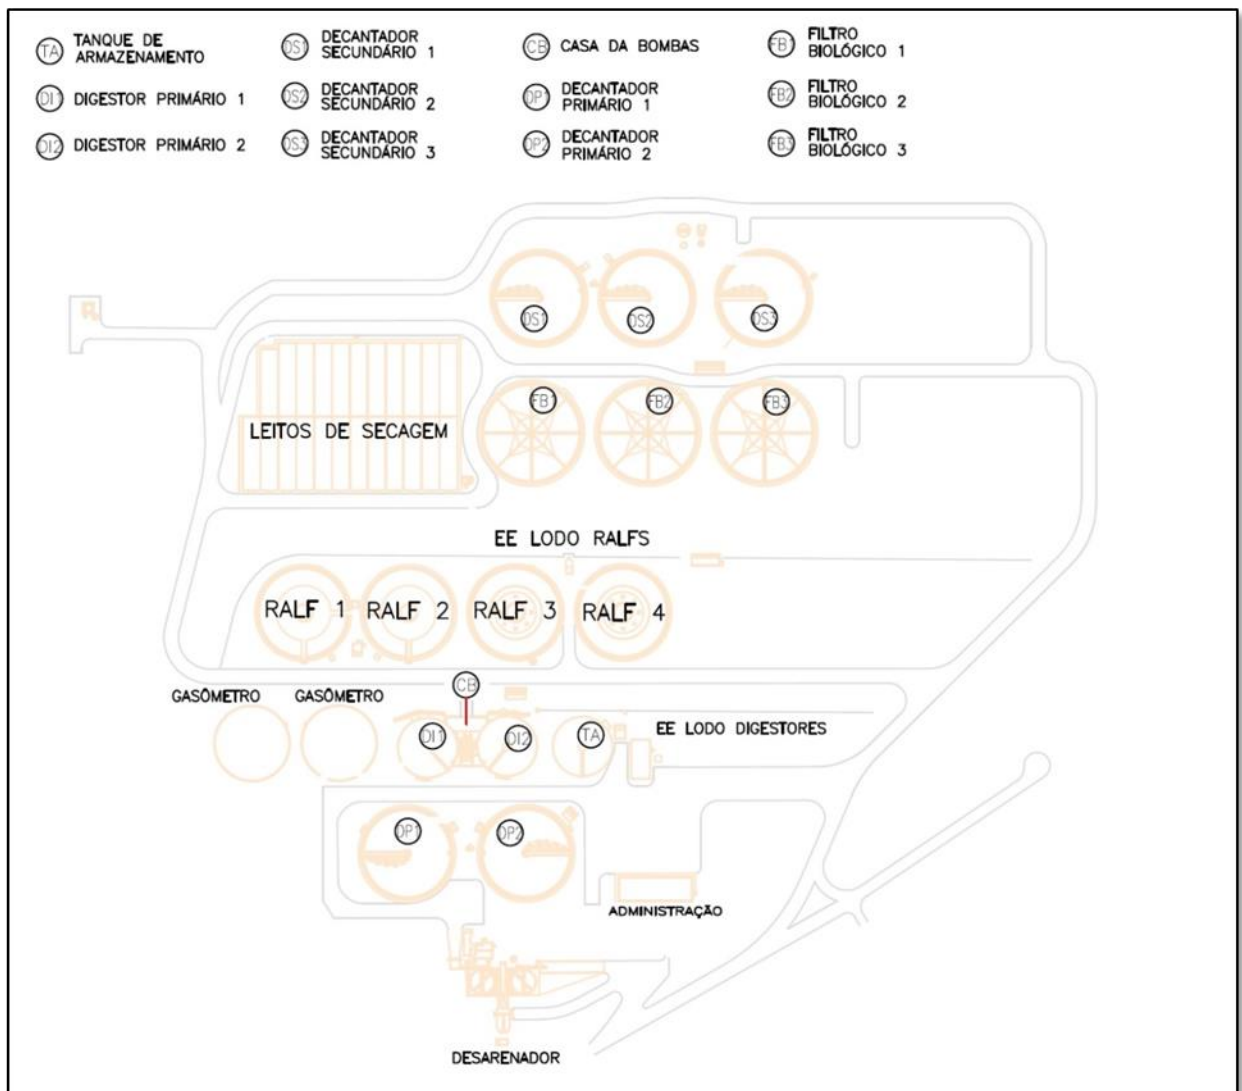 TA TANQUE DE
ARMAZENAMENTO
DS1 DECANTADOR
SECUNDÁRIO 1
CB CASA DA BOMBAS
FB1 FILTRO
BIOLÓGICO 1
DI1 DIGESTOR PRIMÁRIO 1
DS2 DECANTADOR
SECUNDÁRIO 2
DP1 DECANTADOR
PRIMÁRIO 1
FB2 FILTRO
BIOLÓGICO 2
DI2 DIGESTOR PRIMÁRIO 2
DS3 DECANTADOR
SECUNDÁRIO 3
DP2 DECANTADOR
PRIMÁRIO 2
FB3 FILTRO
BIOLÓGICO 3
DS1 DS2 DS3
FB1 FB2 FB3
LEITOS DE SECAGEM
EE LODO RALFS
RALF 1 RALF 2 RALF 3 RALF 4
CB
GASÔMETRO GASÔMETRO
DI1 DI2 TA EE LODO DIGESTORES
DP1 DP2
ADMINISTRAÇÃO
DESARENADOR